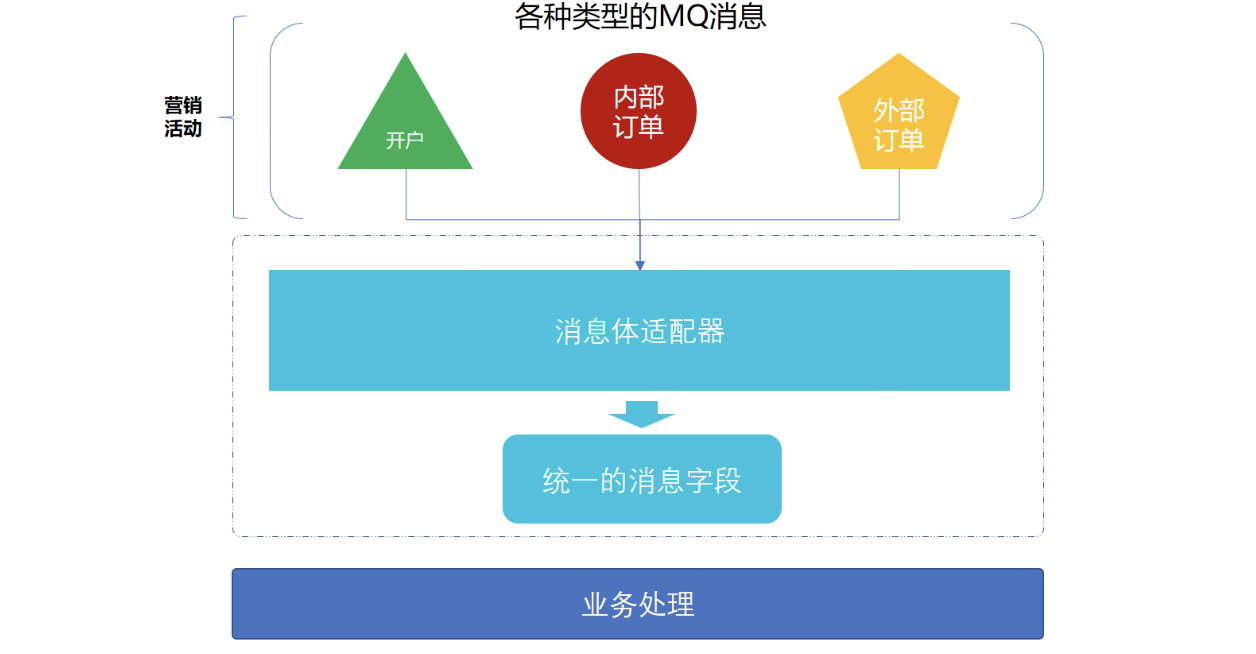 各种类型的MQ消息
营销
活动
开户
内部
订单
外部
订单
消息体适配器
统一的消息字段
业务处理